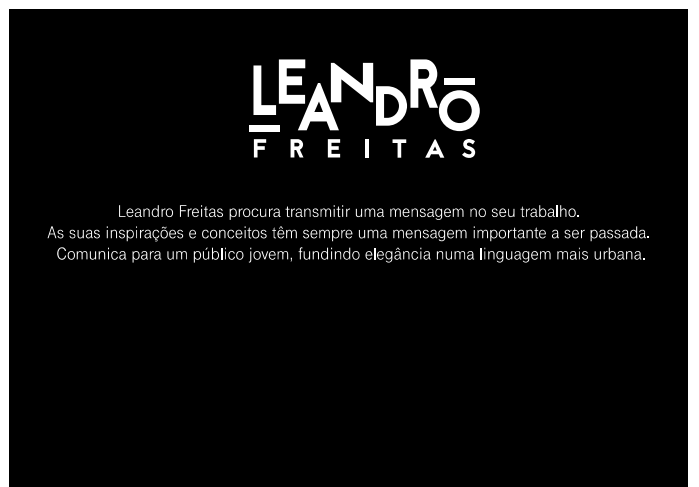 LEANDRO
FREITAS
Leandro Freitas procura transmitir uma mensagem no seu trabalho.
As suas inspirações e conceitos têm sempre uma mensagem importante a ser passada.
Comunica para um público jovem, fundindo elegância numa linguagem mais urbana.